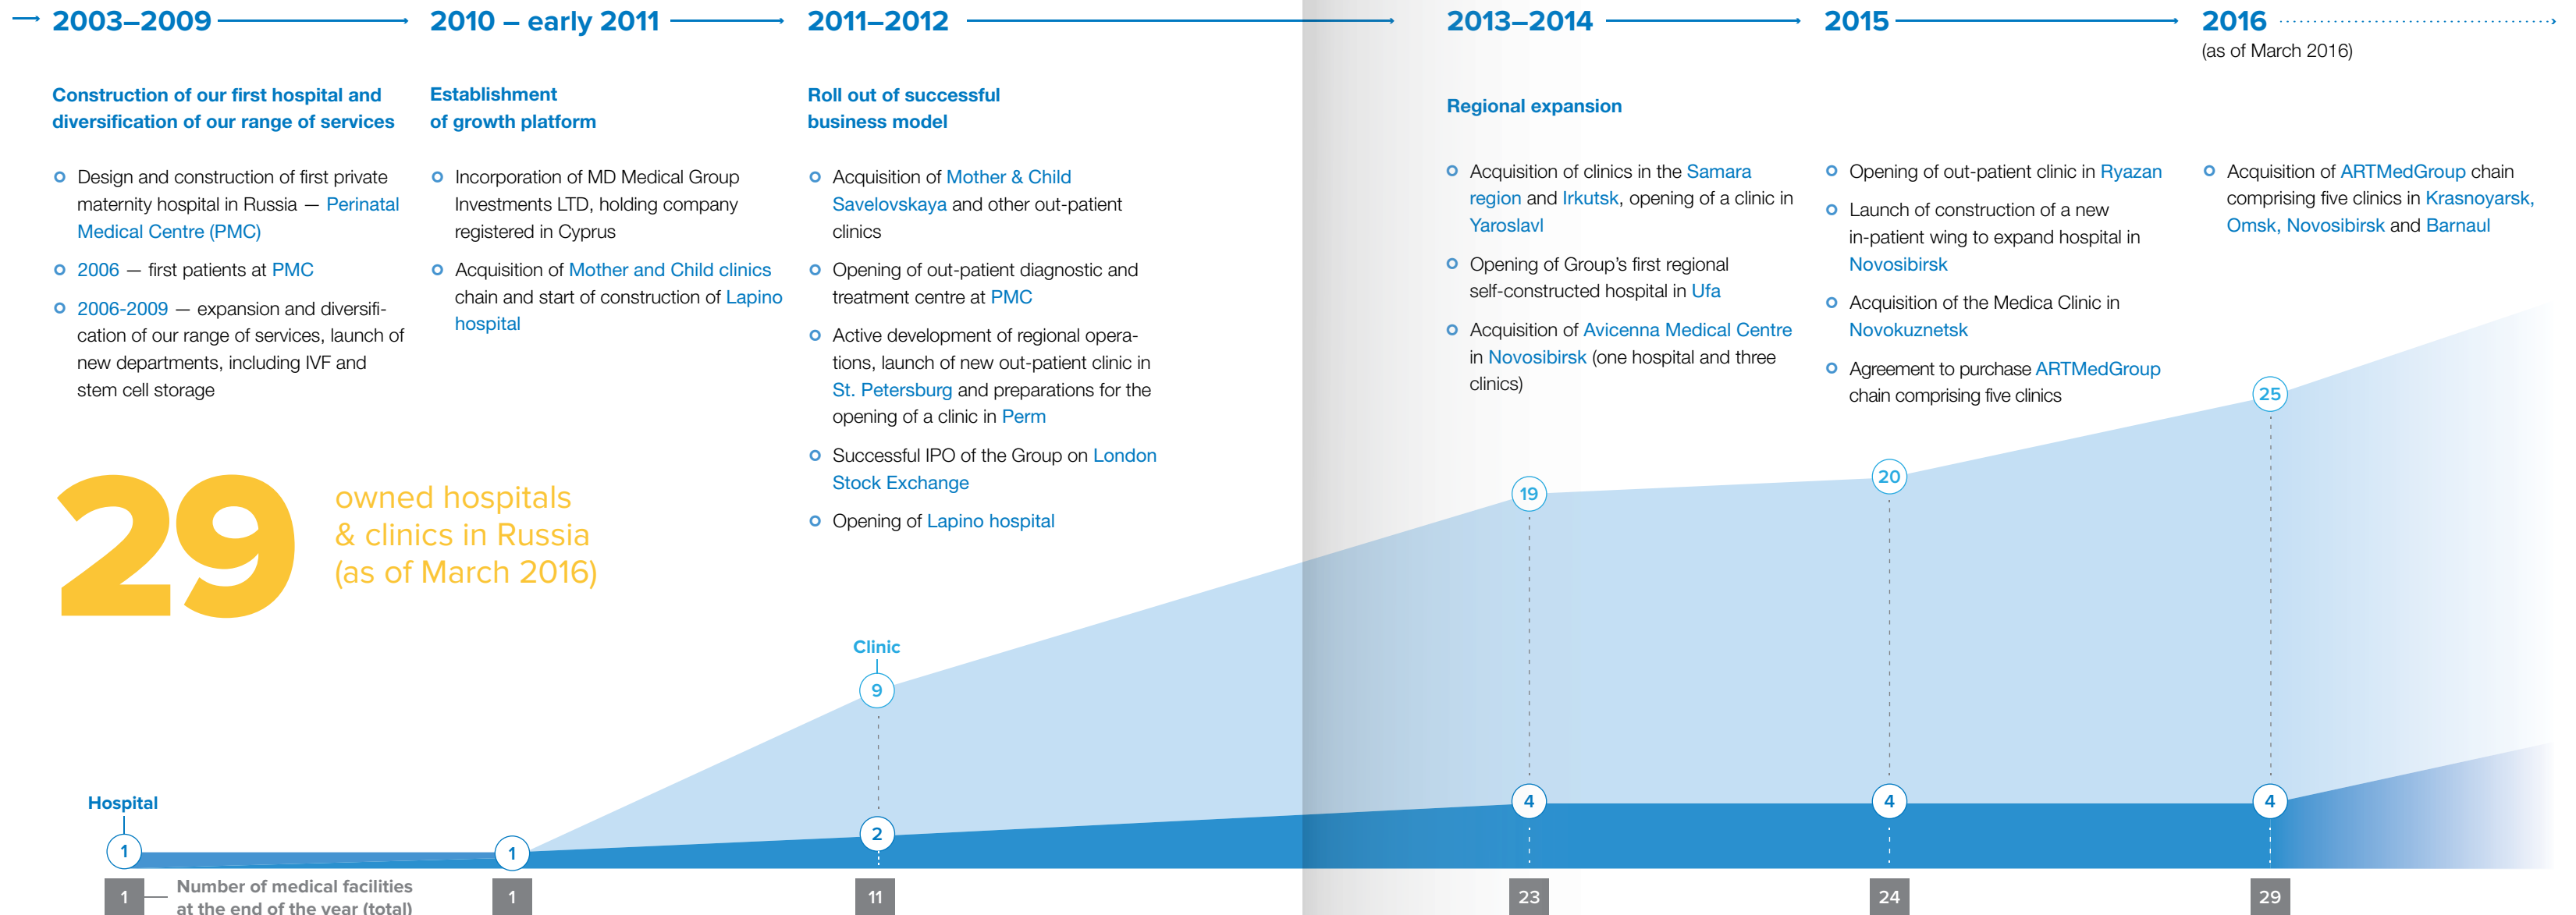 2003–2009
Construction of our first hospital and
diversification of our range of services
Design and construction of first private
maternity hospital in Russia — Perinatal
Medical Centre (PMC)
2006 — first patients at PMC
2006-2009 — expansion and diversifi-
cation of our range of services, launch of
new departments, including IVF and
stem cell storage
2010 – early 2011
Establishment
of growth platform
Incorporation of MD Medical Group
Investments LTD, holding company
registered in Cyprus
Acquisition of Mother and Child clinics
chain and start of construction of Lapino
hospital
2011–2012
Roll out of successful
business model
Acquisition of Mother & Child
Savelovskaya and other out-patient
clinics
Opening of out-patient diagnostic and
treatment centre at PMC
Active development of regional opera-
tions, launch of new out-patient clinic in
St. Petersburg and preparations for the
opening of a clinic in Perm
Successful IPO of the Group on London
Stock Exchange
Opening of Lapino hospital
2013–2014
Regional expansion
Acquisition of clinics in the Samara
region and Irkutsk, opening of a clinic in
Yaroslavl
Opening of Group’s first regional
self-constructed hospital in Ufa
Acquisition of Avicenna Medical Centre
in Novosibirsk (one hospital and three
clinics)
2015
Opening of out-patient clinic in Ryazan
Launch of construction of a new
in-patient wing to expand hospital in
Novosibirsk
Acquisition of the Medica Clinic in
Novokuznetsk
Agreement to purchase ARTMedGroup
chain comprising five clinics
2016
(as of March 2016)
Acquisition of ARTMedGroup chain
comprising five clinics in Krasnoyarsk,
Omsk, Novosibirsk and Barnaul
29
owned hospitals
& clinics in Russia
(as of March 2016)
Clinic
9
19
20
25
Hospital
1
1
2
4
4
4
1
Number of medical facilities
at the end of the year (total)
1
11
23
24
29